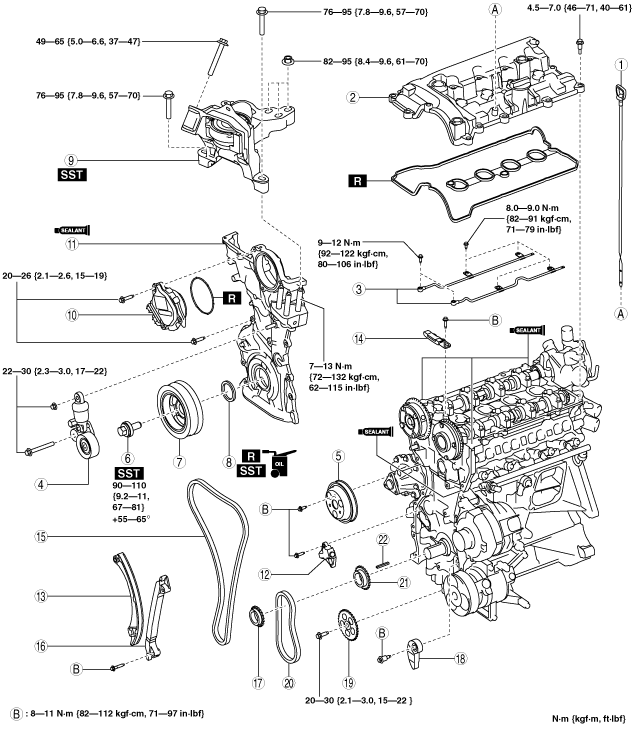 76—95 {7.8—9.6, 57—70}
4.5—7.0 {46—71, 40—61}
A
49—65 {5.0—6.6, 37—47}
82—95 {8.4—9.6, 61—70}
1
76—95 {7.8—9.6, 57—70}
2
9
SST
R
8.0—9.0 N·m
{82—91 kgf·cm,
71—79 in·lbf}
SEALANT
11
9—12 N·m
{92—122 kgf·cm,
80—106 in·lbf}
20—26 {2.1—2.6, 15—19}
3
R
10
B
A
14
SEALANT
7—13 N·m
{72—132 kgf·cm,
62—115 in·lbf}
22—30 {2.3—3.0, 17—22}
SEALANT
4
6
7
8
R
SST
OIL
5
SST
90—110
{9.2—11,
67—81}
+55—65°
B
15
22
12
21
13
16
B
B
17
20
19
18
20—30 {2.1—3.0, 15—22 }
B : 8—11 N·m {82—112 kgf·cm, 71—97 in·lbf}
N·m {kgf·m, ft·lbf}